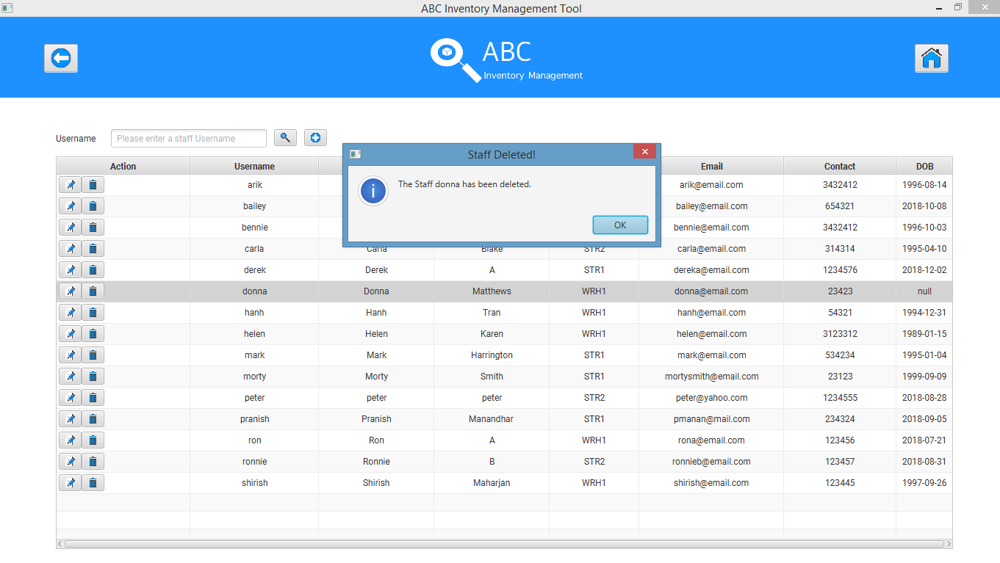 ABC Inventory Management Tool
ABC
Inventory Management
Username Please enter a staff Username
Staff Deleted!
The Staff donna has been deleted.
OK
Action Username Email Contact DOB
arik arik@email.com 3432412 1996-08-14
bailey bailey@email.com 654321 2018-10-08
bennie bennie@email.com 3432412 1996-10-03
carla Carla Blake STR2 carla@email.com 314314 1995-04-10
derek Derek A STR1 dereka@email.com 1234576 2018-12-02
donna Donna Matthews WRH1 donna@email.com 23423 null
hanh Hanh Tran WRH1 hanh@email.com 54321 1994-12-31
helen Helen Karen WRH1 helen@email.com 3123312 1989-01-15
mark Mark Harrington STR1 mark@email.com 534234 1995-01-04
morty Morty Smith STR1 mortysmith@email.com 23123 1999-09-09
peter peter peter STR2 peter@yahoo.com 1234555 2018-08-28
pranish Pranish Manandhar STR1 pmanan@mail.com 234324 2018-09-05
ron Ron A WRH1 rona@email.com 123456 2018-07-21
ronnie Ronnie B STR2 ronnieb@email.com 123457 2018-08-31
shirish Shirish Maharjan WRH1 shirish@email.com 123445 1997-09-26